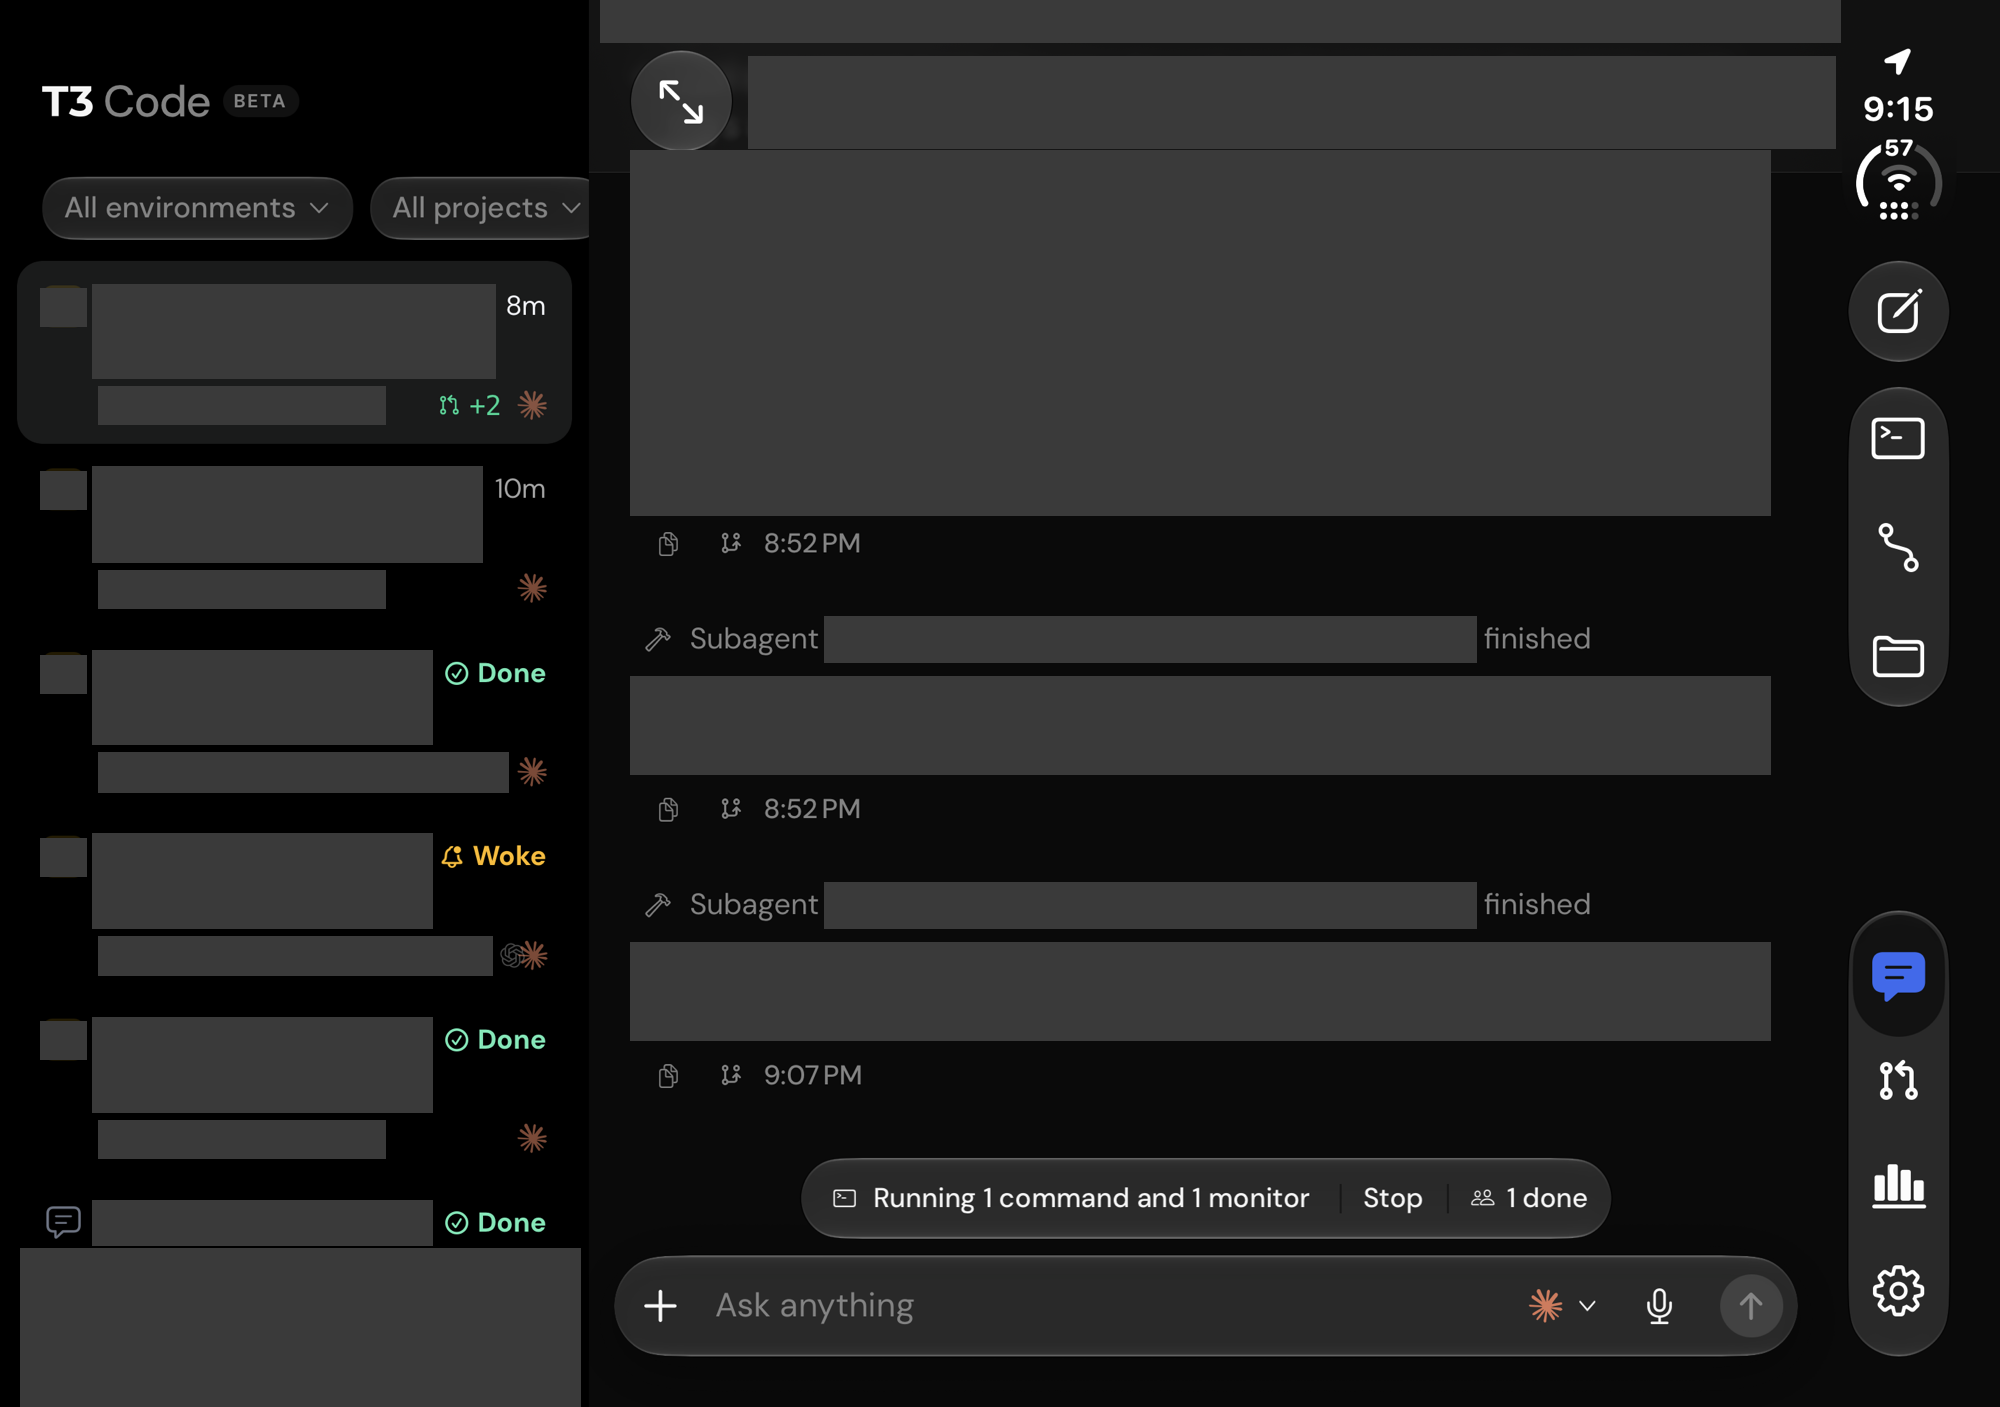 T3 Code BETA
All environments
All projects
8m
+2
10m
Done
Woke
Done
Done
8:52 PM
Subagent
finished
8:52 PM
Subagent
finished
9:07 PM
>_ Running 1 command and 1 monitor
Stop
1 done
Ask anything
9:15
57
>_